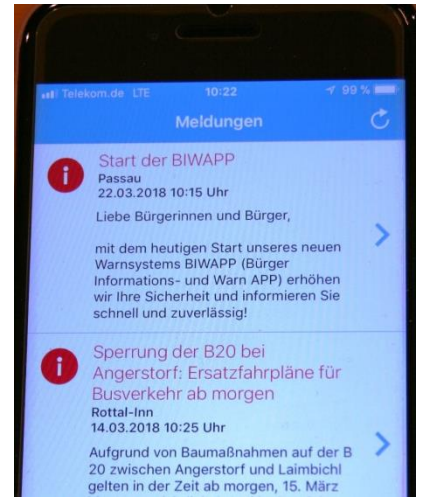 Telekom.de LTE 10:22 99 %
Meldungen
i
Start der BIWAPP
Passau
22.03.2018 10:15 Uhr
Liebe Bürgerinnen und Bürger,
mit dem heutigen Start unseres neuen
Warnsystems BIWAPP (Bürger
Informations- und Warn APP) erhöhen
wir Ihre Sicherheit und informieren Sie
schnell und zuverlässig!
i
Sperrung der B20 bei
Angerstorf: Ersatzfahrpläne für
Busverkehr ab morgen
Rottal-Inn
14.03.2018 10:25 Uhr
Aufgrund von Baumaßnahmen auf der B
20 zwischen Angerstorf und Laimbichl
gelten in der Zeit ab morgen, 15. März